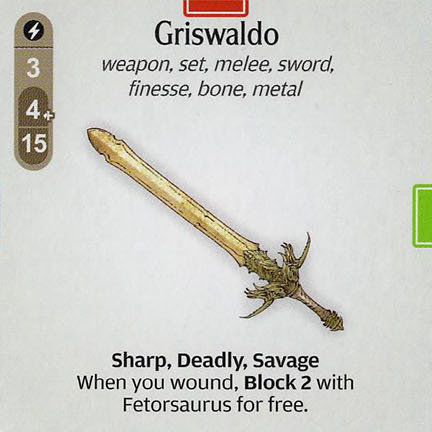 Griswaldo
weapon, set, melee, sword,
finesse, bone, metal
3
4+
15
Sharp, Deadly, Savage
When you wound, Block 2 with
Fetorsaurus for free.